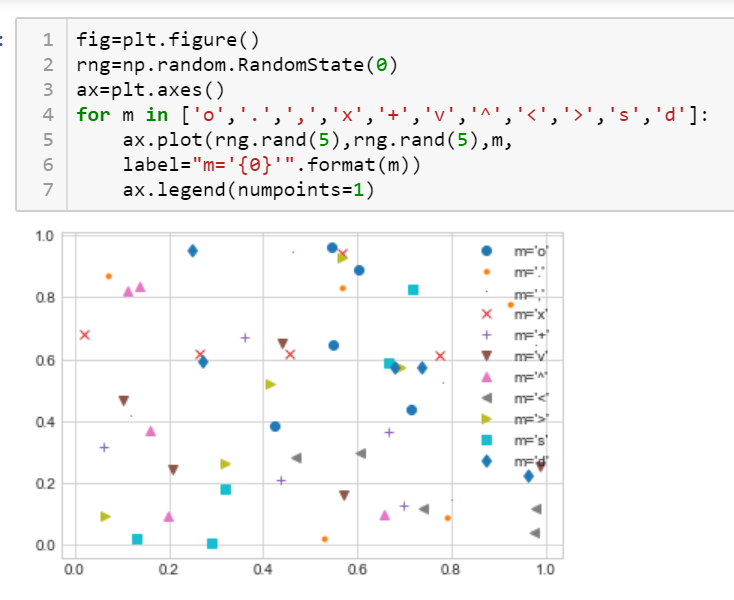 :
1 fig=plt.figure()
2 rng=np.random.RandomState(0)
3 ax=plt.axes()
4 for m in ['o','.',',','x','+','v','^','<','>','s','d']:
5     ax.plot(rng.rand(5),rng.rand(5),m,
6     label="m='{0}'".format(m))
7     ax.legend(numpoints=1)
1.0
0.8
0.6
0.4
0.2
0.0
m='o'
m='.'
m=','
m='x'
m='+'
m='v'
m='^'
m='<'
m='>'
m='s'
m='d'
0.0 0.2 0.4 0.6 0.8 1.0